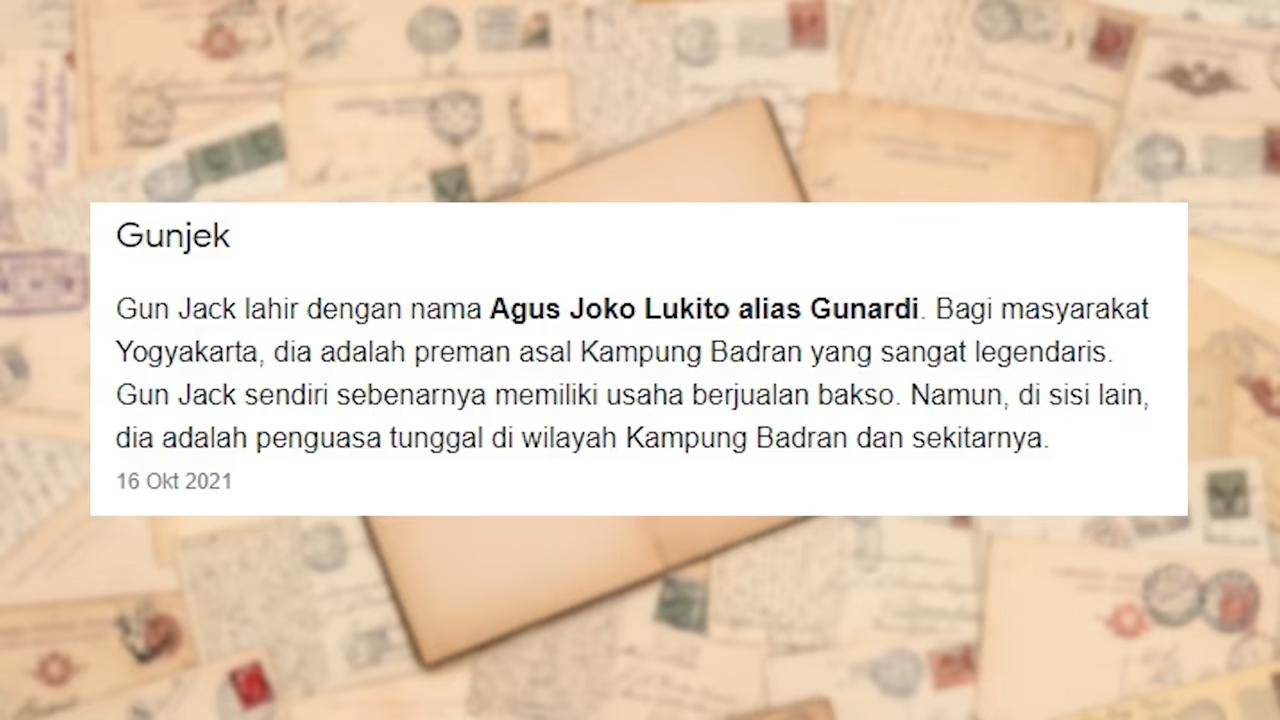 Gunjek
Gun Jack lahir dengan nama Agus Joko Lukito alias Gunardi. Bagi masyarakat
Yogyakarta, dia adalah preman asal Kampung Badran yang sangat legendaris.
Gun Jack sendiri sebenarnya memiliki usaha berjualan bakso. Namun, di sisi lain,
dia adalah penguasa tunggal di wilayah Kampung Badran dan sekitarnya.
16 Okt 2021